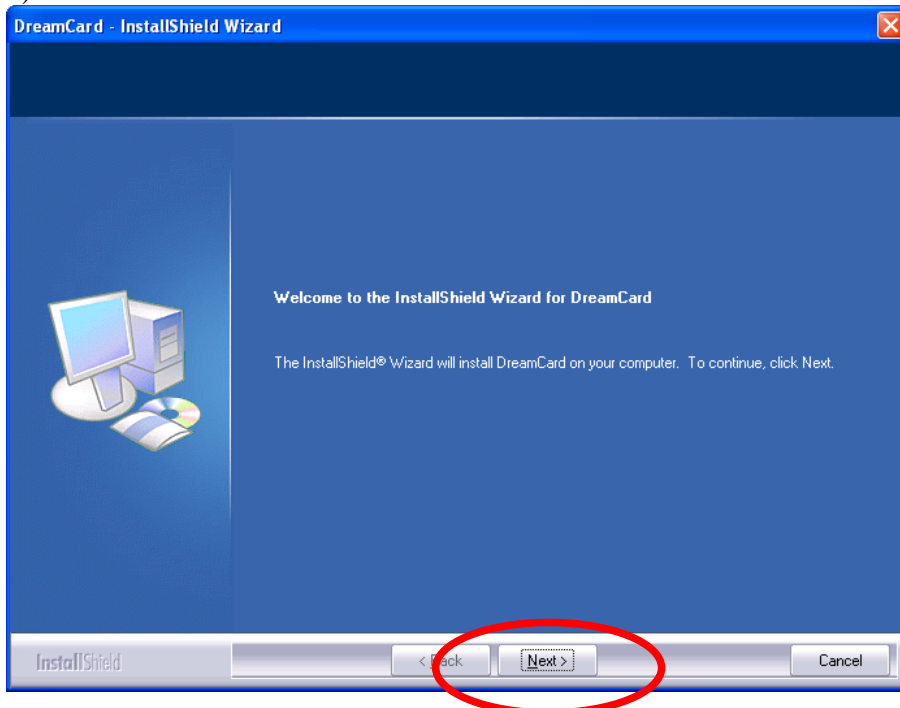 DreamCard - InstallShield Wizard
Welcome to the InstallShield Wizard for DreamCard
The InstallShield® Wizard will install DreamCard on your computer. To continue, click Next.
InstallShield
< Back
Next >
Cancel